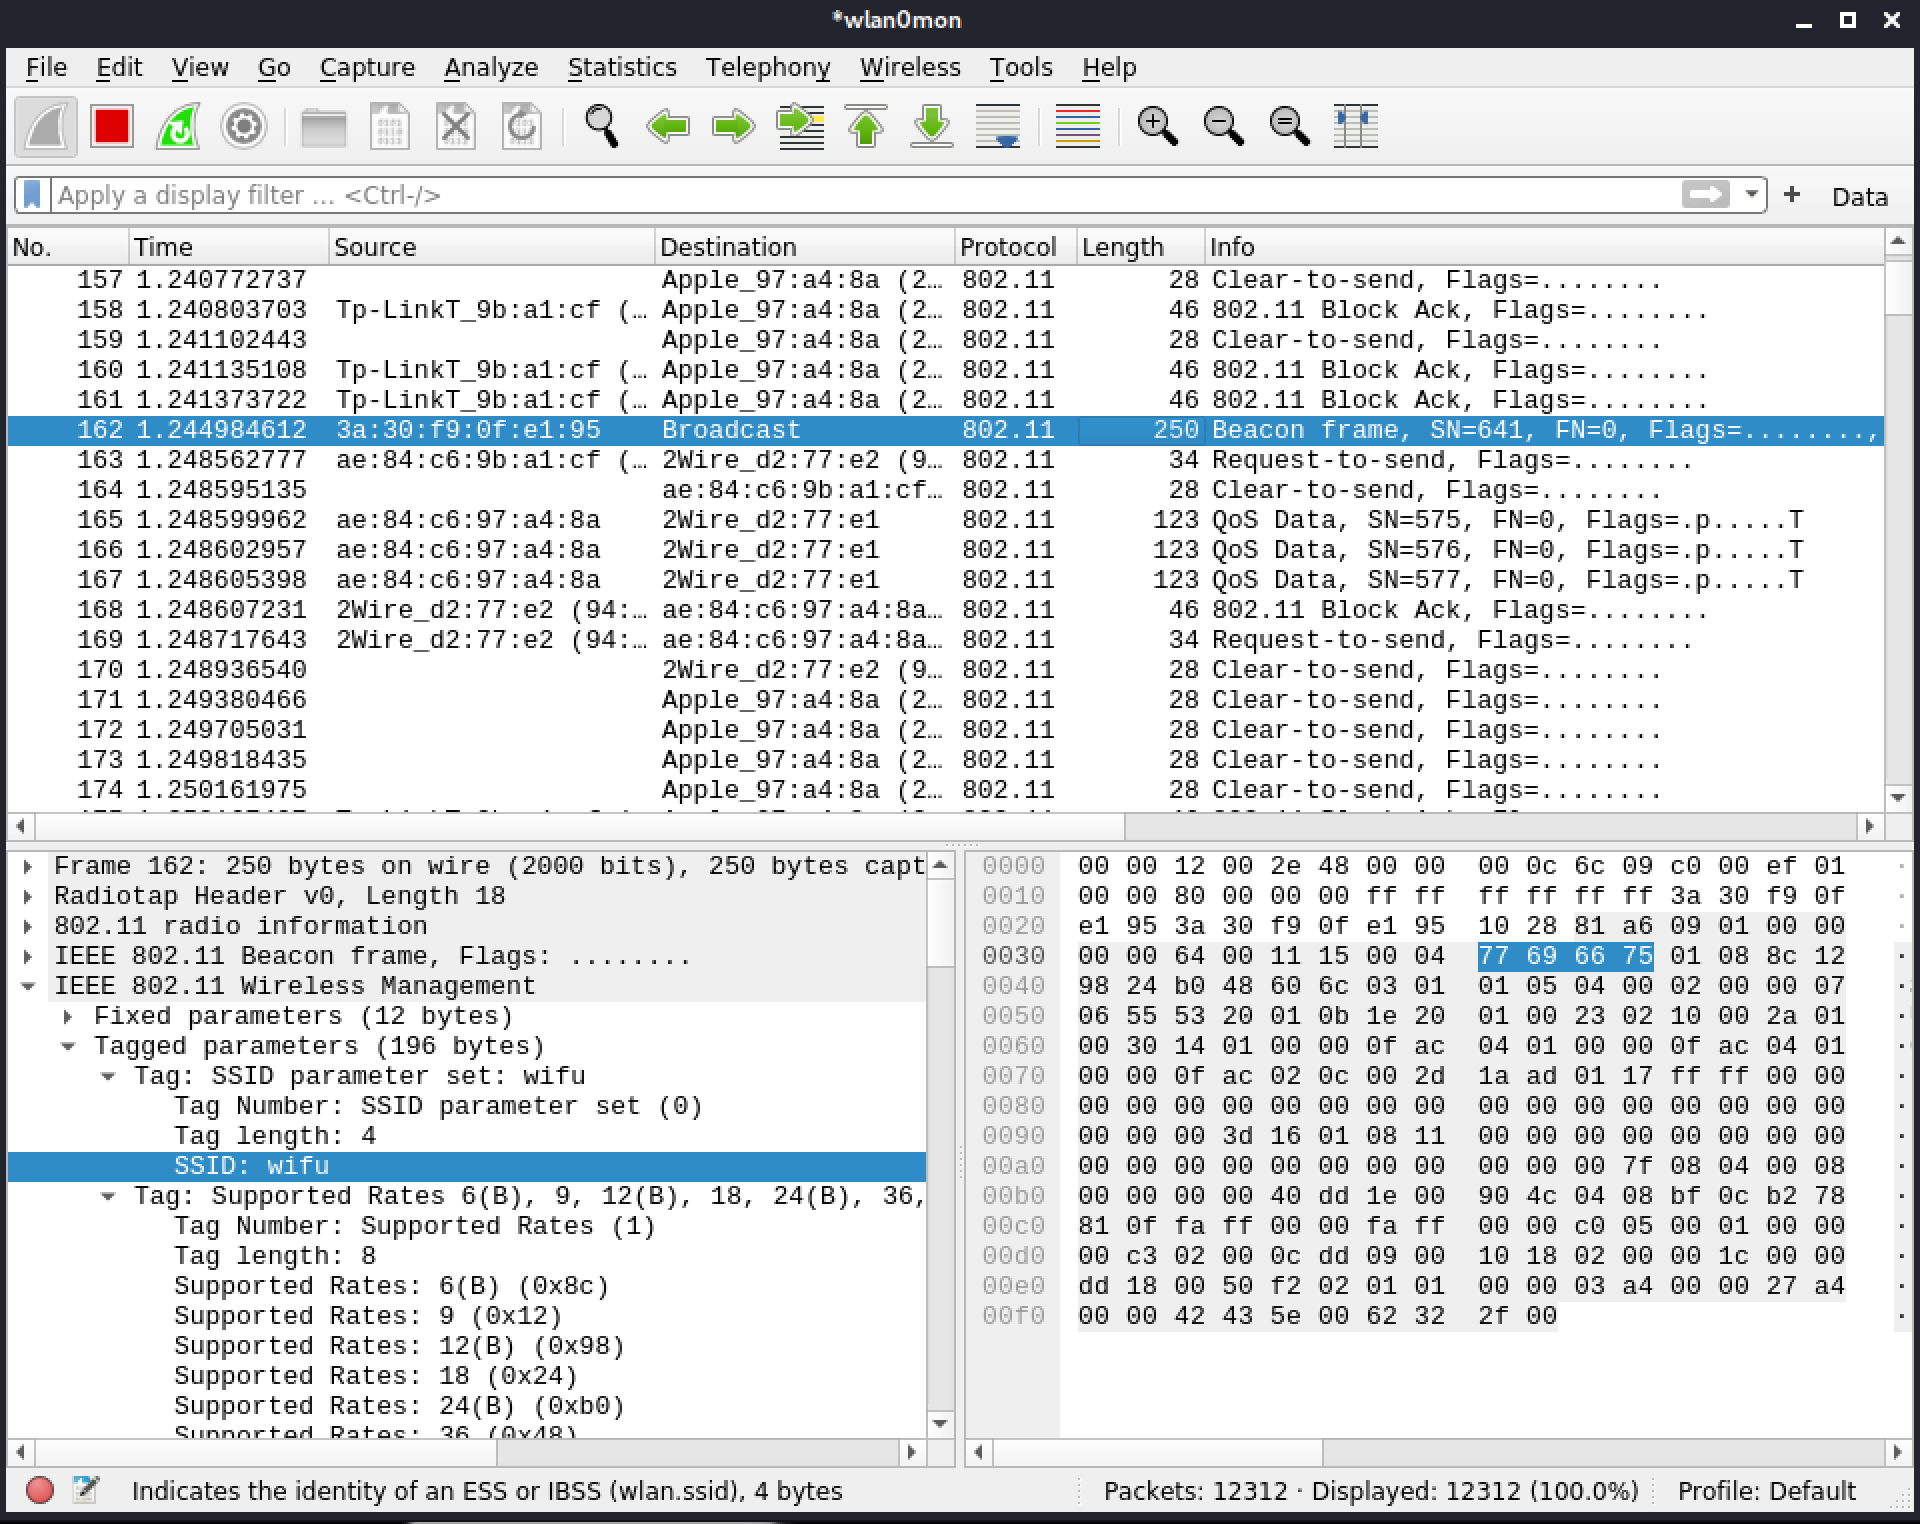 *wlan0mon
File Edit View Go Capture Analyze Statistics Telephony Wireless Tools Help
Apply a display filter … <Ctrl-/> + Data
No. Time Source Destination Protocol Length Info
157 1.240772737 Apple_97:a4:8a (2… 802.11 28 Clear-to-send, Flags=........
158 1.240803703 Tp-LinkT_9b:a1:cf (… Apple_97:a4:8a (2… 802.11 46 802.11 Block Ack, Flags=........
159 1.241102443 Apple_97:a4:8a (2… 802.11 28 Clear-to-send, Flags=........
160 1.241135108 Tp-LinkT_9b:a1:cf (… Apple_97:a4:8a (2… 802.11 46 802.11 Block Ack, Flags=........
161 1.241373722 Tp-LinkT_9b:a1:cf (… Apple_97:a4:8a (2… 802.11 46 802.11 Block Ack, Flags=........
162 1.244984612 3a:30:f9:0f:e1:95 Broadcast 802.11 250 Beacon frame, SN=641, FN=0, Flags=........,
163 1.248562777 ae:84:c6:9b:a1:cf (… 2Wire_d2:77:e2 (9… 802.11 34 Request-to-send, Flags=........
164 1.248595135 ae:84:c6:9b:a1:cf… 802.11 28 Clear-to-send, Flags=........
165 1.248599962 ae:84:c6:97:a4:8a 2Wire_d2:77:e1 802.11 123 QoS Data, SN=575, FN=0, Flags=.p.....T
166 1.248602957 ae:84:c6:97:a4:8a 2Wire_d2:77:e1 802.11 123 QoS Data, SN=576, FN=0, Flags=.p.....T
167 1.248605398 ae:84:c6:97:a4:8a 2Wire_d2:77:e1 802.11 123 QoS Data, SN=577, FN=0, Flags=.p.....T
168 1.248607231 2Wire_d2:77:e2 (94:… ae:84:c6:97:a4:8a… 802.11 46 802.11 Block Ack, Flags=........
169 1.248717643 2Wire_d2:77:e2 (94:… ae:84:c6:97:a4:8a… 802.11 34 Request-to-send, Flags=........
170 1.248936540 2Wire_d2:77:e2 (9… 802.11 28 Clear-to-send, Flags=........
171 1.249380466 Apple_97:a4:8a (2… 802.11 28 Clear-to-send, Flags=........
172 1.249705031 Apple_97:a4:8a (2… 802.11 28 Clear-to-send, Flags=........
173 1.249818435 Apple_97:a4:8a (2… 802.11 28 Clear-to-send, Flags=........
174 1.250161975 Apple_97:a4:8a (2… 802.11 28 Clear-to-send, Flags=........
Frame 162: 250 bytes on wire (2000 bits), 250 bytes capt
Radiotap Header v0, Length 18
802.11 radio information
IEEE 802.11 Beacon frame, Flags: ........
IEEE 802.11 Wireless Management
Fixed parameters (12 bytes)
Tagged parameters (196 bytes)
Tag: SSID parameter set: wifu
Tag Number: SSID parameter set (0)
Tag length: 4
SSID: wifu
Tag: Supported Rates 6(B), 9, 12(B), 18, 24(B), 36,
Tag Number: Supported Rates (1)
Tag length: 8
Supported Rates: 6(B) (0x8c)
Supported Rates: 9 (0x12)
Supported Rates: 12(B) (0x98)
Supported Rates: 18 (0x24)
Supported Rates: 24(B) (0xb0)
Supported Rates: 36 (0x48)
0000 00 00 12 00 2e 48 00 00 00 0c 6c 09 c0 00 ef 01
0010 00 00 80 00 00 00 ff ff ff ff ff ff 3a 30 f9 0f
0020 e1 95 3a 30 f9 0f e1 95 10 28 81 a6 09 01 00 00
0030 00 00 64 00 11 15 00 04 77 69 66 75 01 08 8c 12
0040 98 24 b0 48 60 6c 03 01 01 05 04 00 02 00 00 07
0050 06 55 53 20 01 0b 1e 20 01 00 23 02 10 00 2a 01
0060 00 30 14 01 00 00 0f ac 04 01 00 00 0f ac 04 01
0070 00 00 0f ac 02 0c 00 2d 1a ad 01 17 ff ff 00 00
0080 00 00 00 00 00 00 00 00 00 00 00 00 00 00 00 00
0090 00 00 00 3d 16 01 08 11 00 00 00 00 00 00 00 00
00a0 00 00 00 00 00 00 00 00 00 00 00 7f 08 04 00 08
00b0 00 00 00 00 40 dd 1e 00 90 4c 04 08 bf 0c b2 78
00c0 81 0f fa ff 00 00 fa ff 00 00 c0 05 00 01 00 00
00d0 00 c3 02 00 0c dd 09 00 10 18 02 00 00 1c 00 00
00e0 dd 18 00 50 f2 02 01 01 00 00 03 a4 00 00 27 a4
00f0 00 00 42 43 5e 00 62 32 2f 00
Indicates the identity of an ESS or IBSS (wlan.ssid), 4 bytes
Packets: 12312 · Displayed: 12312 (100.0%) Profile: Default